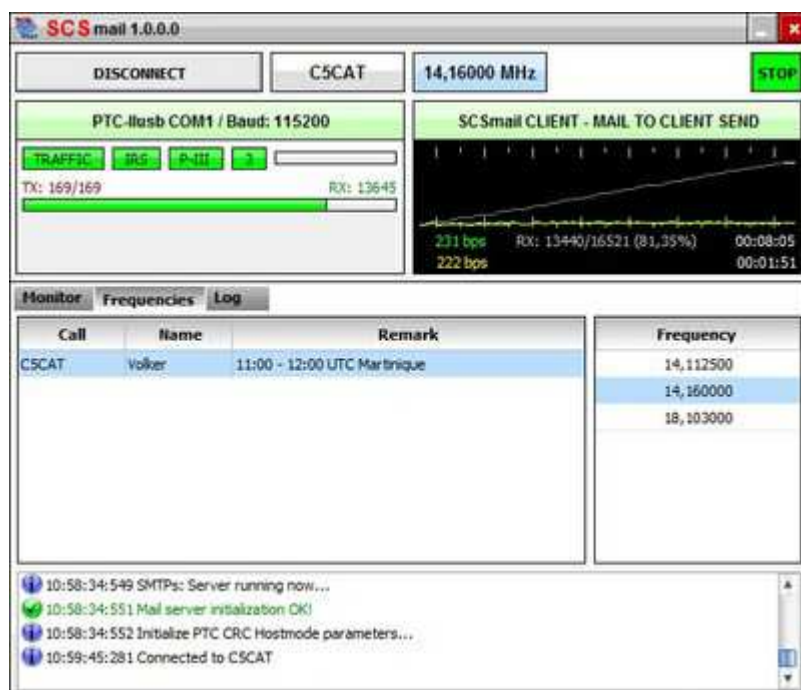 SCS mail 1.0.0.0
DISCONNECT C5CAT 14,16000 MHz STOP
PTC-IIusb COM1 / Baud: 115200
TRAFFIC IRS P-III 3
TX: 169/169 RX: 13645
SCSmail CLIENT - MAIL TO CLIENT SEND
231 bps RX: 13440/16521 (81,35%) 00:08:05
222 bps 00:01:51
Monitor Frequencies Log
Call Name Remark Frequency
C5CAT Volker 11:00 - 12:00 UTC Martinique 14,112500
14,160000
18,103000
10:58:34:549 SMTPs: Server running now...
10:58:34:551 Mail server initialization OK!
10:58:34:552 Initialize PTC CRC Hostmode parameters...
10:59:45:281 Connected to C5CAT